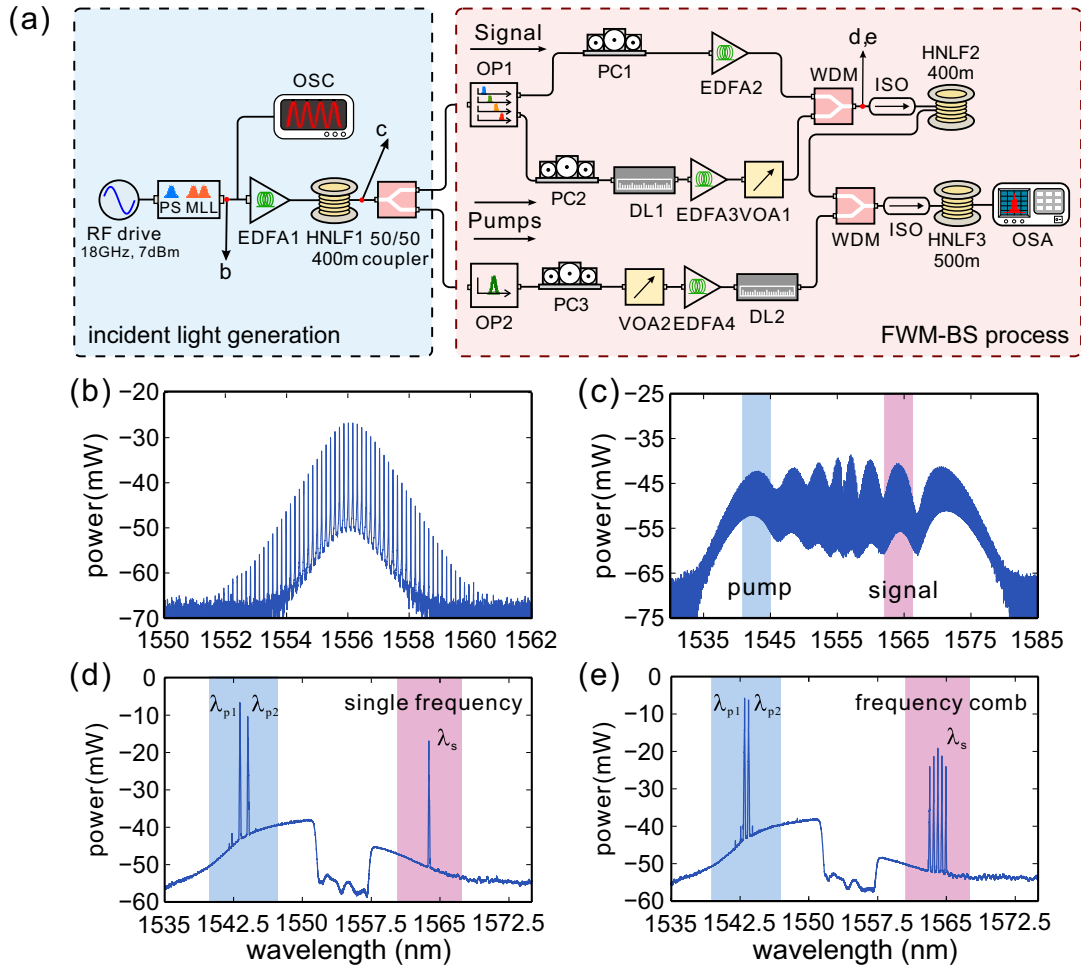 (a)
OSC
c
PS MLL
RF drive
18GHz, 7dBm
b
EDFA1
HNLF1
400m
50/50
coupler
incident light generation
Signal
OP1
PC1
EDFA2
WDM
d,e
ISO
HNLF2
400m
PC2
DL1
EDFA3
VOA1
Pumps
WDM
ISO
HNLF3
500m
OSA
OP2
PC3
VOA2
EDFA4
DL2
FWM-BS process
(b)
power(mW)
−20
−30
−40
−50
−60
−70
1550 1552 1554 1556 1558 1560 1562
(c)
power(mW)
−25
−35
−45
−55
−65
−75
pump
signal
1535 1545 1555 1565 1575 1585
(d)
power(mW)
0
−10
−20
−30
−40
−50
−60
λp1 λp2
single frequency
λs
1535 1542.5 1550 1557.5 1565 1572.5
wavelength (nm)
(e)
power(mW)
0
−10
−20
−30
−40
−50
−60
λp1 λp2
frequency comb
λs
1535 1542.5 1550 1557.5 1565 1572.5
wavelength (nm)